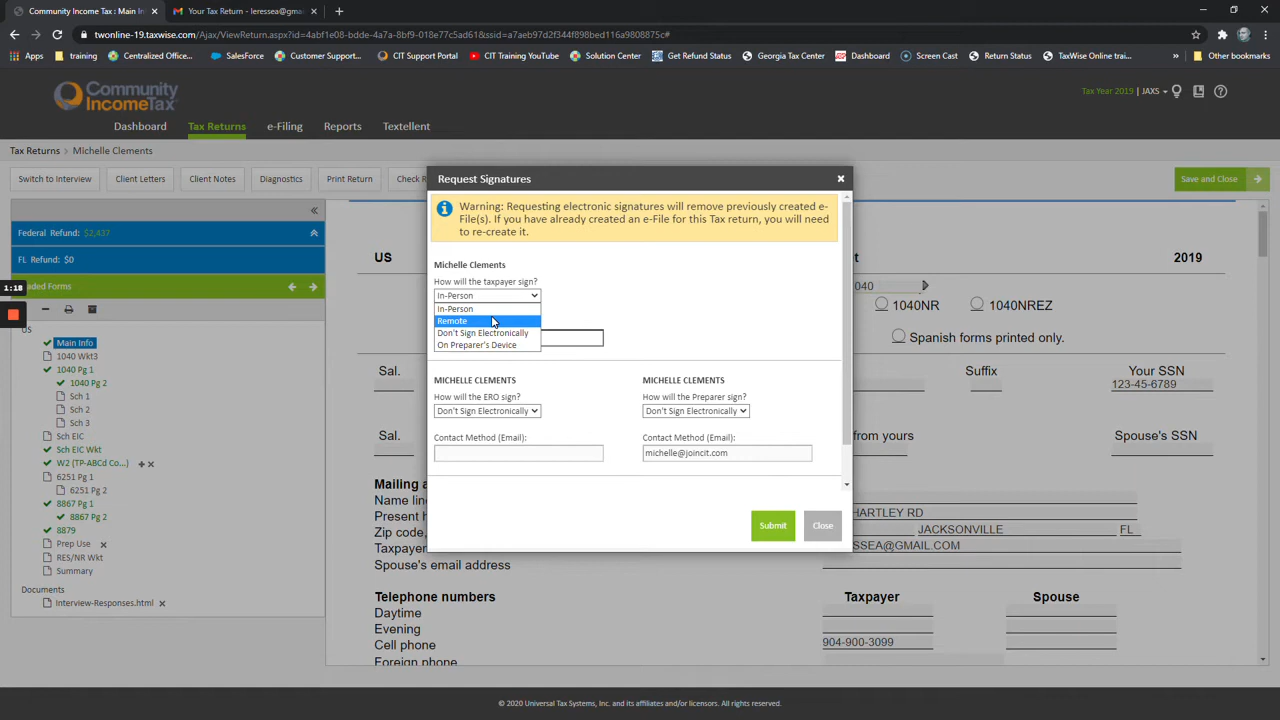 Community Income Tax : Main In
Your Tax Return - leressea@gmai
twonline-19.taxwise.com/Ajax/ViewReturn.aspx?id=4abf1e08-bdde-4a7a-8bf9-018e77c5ad61&ssid=a7aeb97d2f344f898bed116a9808875c#
Apps
training
Centralized Office...
SalesForce
Customer Support...
CIT Support Portal
CIT Training YouTube
Solution Center
Get Refund Status
Georgia Tax Center
Dashboard
Screen Cast
Return Status
TaxWise Online trai...
Other bookmarks
Community
IncomeTax
Tax Year 2019 | JAXS
Dashboard
Tax Returns
e-Filing
Reports
Textellent
Tax Returns > Michelle Clements
Switch to Interview
Client Letters
Client Notes
Diagnostics
Print Return
Check R
Save and Close
Federal Refund: $2,437
FL Refund: $0
aded Forms
1:18
US
Main Info
1040 Wkt3
1040 Pg 1
1040 Pg 2
Sch 1
Sch 2
Sch 3
Sch EIC
Sch EIC Wkt
W2 (TP-ABCd Co...)
6251 Pg 1
6251 Pg 2
8867 Pg 1
8867 Pg 2
8879
Prep Use
RES/NR Wkt
Summary
Documents
Interview-Responses.html
Request Signatures
Warning: Requesting electronic signatures will remove previously created e-
File(s). If you have already created an e-File for this Tax return, you will need
to re-create it.
Michelle Clements
How will the taxpayer sign?
In-Person
In-Person
Remote
Don't Sign Electronically
On Preparer's Device
MICHELLE CLEMENTS
How will the ERO sign?
Don't Sign Electronically
Contact Method (Email):
MICHELLE CLEMENTS
How will the Preparer sign?
Don't Sign Electronically
Contact Method (Email):
michelle@joincit.com
Submit
Close
US
t
2019
040
1040NR
1040NREZ
Spanish forms printed only.
Sal.
Suffix
Your SSN
123-45-6789
Sal.
from yours
Spouse's SSN
Mailing a
Name line
Present h
HARTLEY RD
Zip code,
JACKSONVILLE
FL
Taxpaye
SSEA@GMAIL.COM
Spouse's email address
Telephone numbers
Taxpayer
Spouse
Daytime
Evening
Cell phone
904-900-3099
Foreign phone
© 2020 Universal Tax Systems, Inc. and its affiliates and/or licensors. All rights reserved.